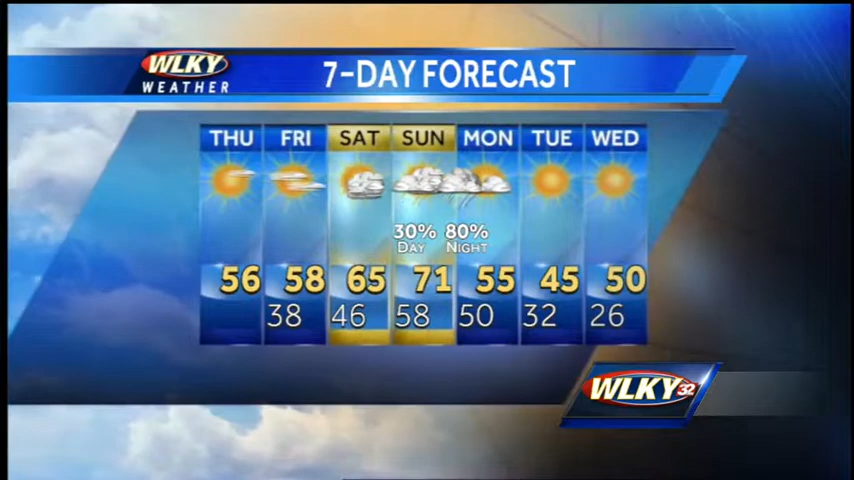 WLKY
WEATHER
7-DAY FORECAST
THU FRI SAT SUN MON TUE WED
30% 80%
DAY NIGHT
56 58 65 71 55 45 50
38 46 58 50 32 26
WLKY 32